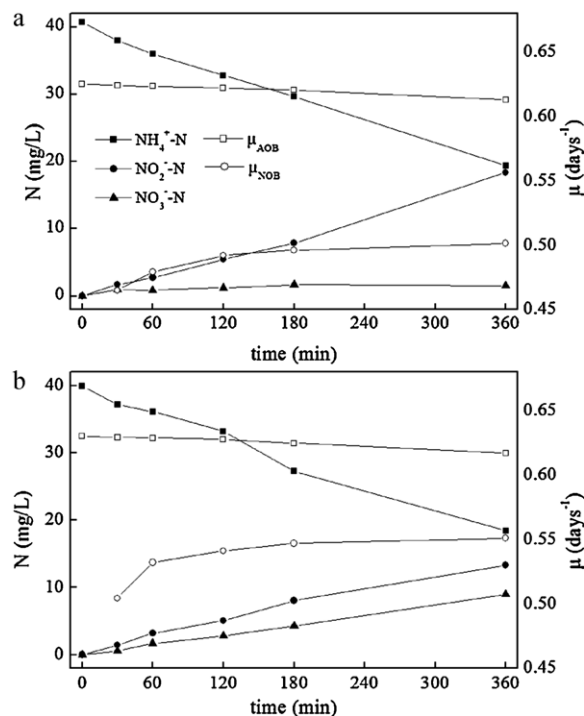 a
40
30
20
10
0
N (mg/L)
NH₄⁺-N
NO₂⁻-N
NO₃⁻-N
μ_AOB
μ_NOB
0.65
0.60
0.55
0.50
0.45
μ (days⁻¹)
0 60 120 180 240 300 360
time (min)
b
40
30
20
10
0
N (mg/L)
0.65
0.60
0.55
0.50
0.45
μ (days⁻¹)
0 60 120 180 240 300 360
time (min)